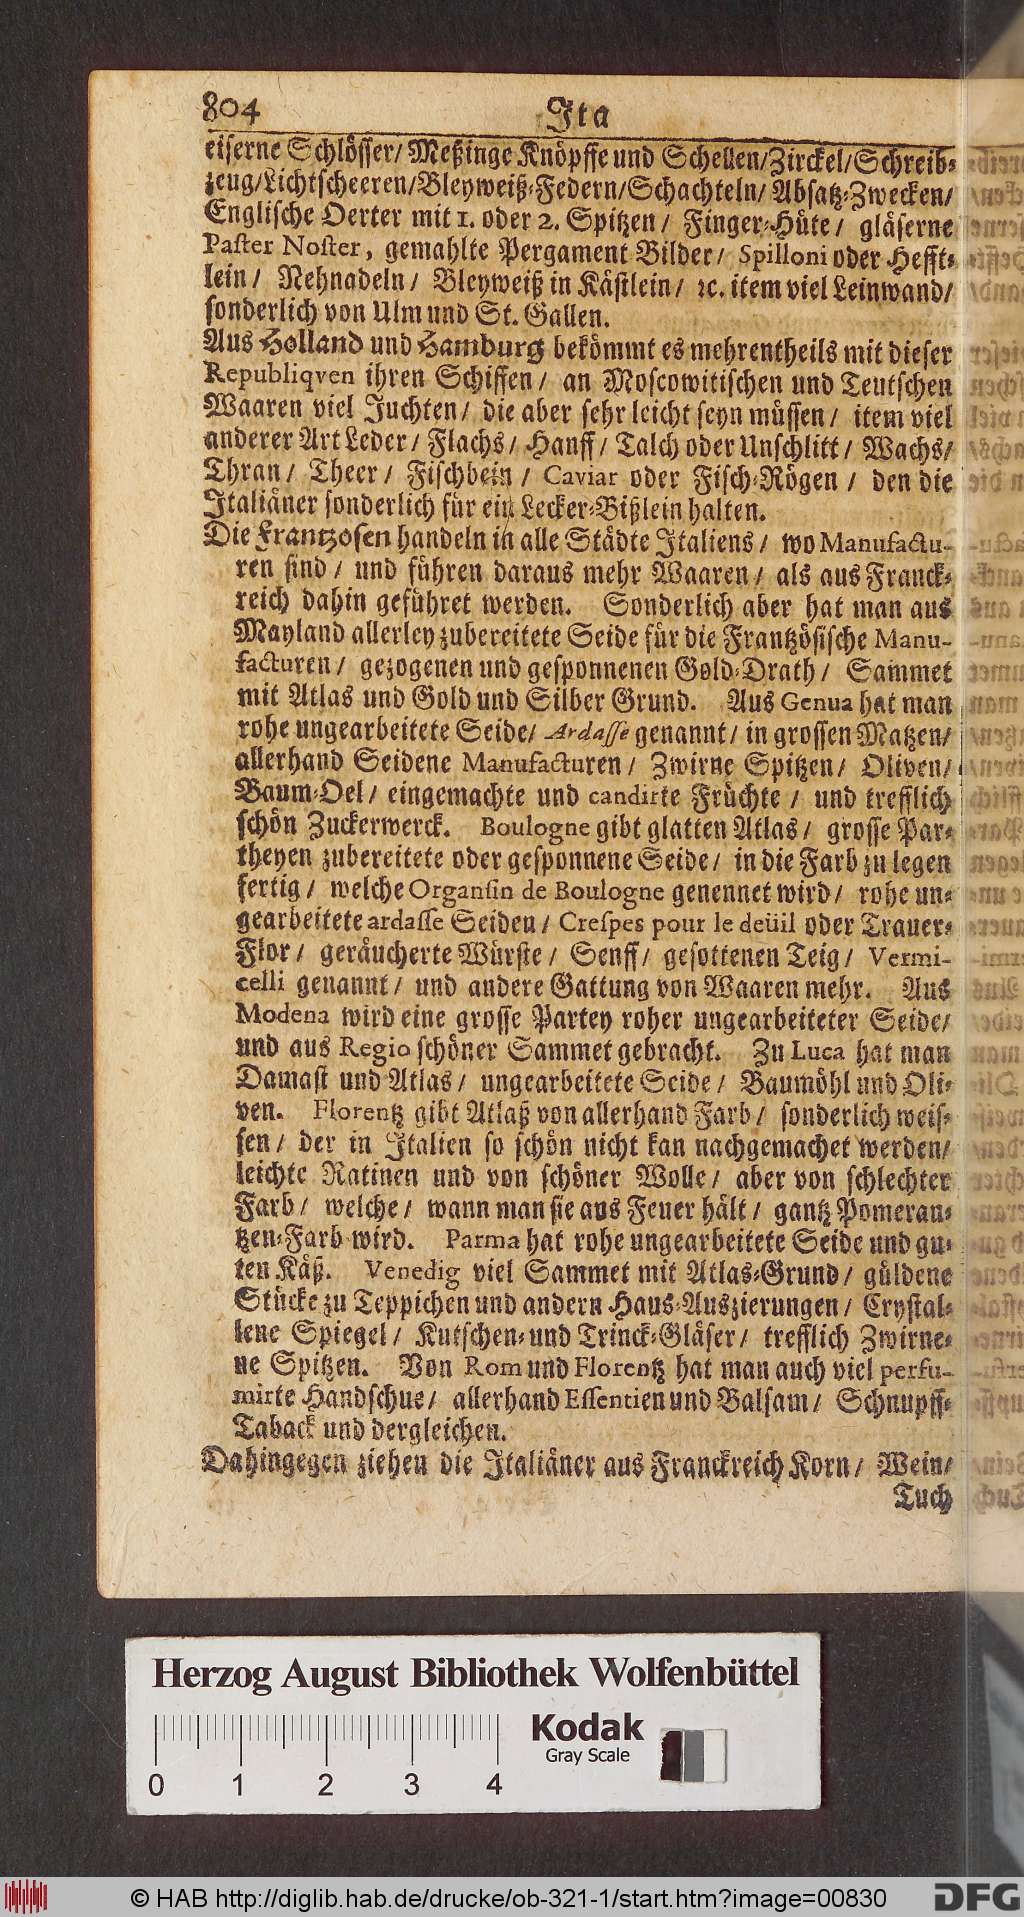 804 Ita
eiserne Schlösser/ Meßinge Knöpffe und Schellen/Zirckel/Schreib-
zeug/Lichtscheeren/Bleyweiß-Federn/Schachteln/ Absatz-Zwecken/
Englische Oerter mit 1. oder 2. Spitzen/ Finger-Hüte/ gläserne
Paster Noster, gemahlte Pergament Bilder/ Spilloni oder Hefft-
lein/ Nehnadeln/ Bleyweiß in Kästlein/ ꝛc. item viel Leinwand/
sonderlich von Ulm und St. Gallen.
Aus Holland und Hamburg bekömmt es mehrentheils mit dieser
Republiqven ihren Schiffen/ an Moscowitischen und Teutschen
Waaren viel Juchten/ die aber sehr leicht seyn müssen/ item viel
anderer Art Leder/ Flachs/ Hanff/ Talch oder Unschlitt/ Wachs/
Thran/ Theer/ Fischbein/ Caviar oder Fisch-Rögen/ den die
Italiäner sonderlich für ein Lecker-Bißlein halten.
Die Frantzosen handeln in alle Städte Italiens/ wo Manufactu-
ren sind/ und führen daraus mehr Waaren/ als aus Franck-
reich dahin geführet werden. Sonderlich aber hat man aus
Mayland allerley zubereitete Seide für die Frantzösische Manu-
facturen/ gezogenen und gesponnenen Gold-Drath/ Sammet
mit Atlas und Gold und Silber Grund. Aus Genua hat man
rohe ungearbeitete Seide/ Ardasse genannt/ in grossen Matzen/
allerhand Seidene Manufacturen/ Zwirne Spitzen/ Oliven/
Baum-Oel/ eingemachte und candirte Früchte/ und trefflich
schön Zuckerwerck. Boulogne gibt glatten Atlas/ grosse Par-
theyen zubereitete oder gesponnene Seide/ in die Farb zu legen
fertig/ welche Organsin de Boulogne genennet wird/ rohe un-
gearbeitete ardasse Seiden/ Crespes pour le deüil oder Trauer-
Flor/ geräucherte Würste/ Senff/ gesottenen Teig/ Vermi-
celli genannt/ und andere Gattung von Waaren mehr. Aus
Modena wird eine grosse Partey roher ungearbeiteter Seide/
und aus Regio schöner Sammet gebracht. Zu Luca hat man
Damast und Atlas/ ungearbeitete Seide/ Baumöhl und Oli-
ven. Florentz gibt Atlaß von allerhand Farb/ sonderlich weis-
sen/ der in Italien so schön nicht kan nachgemachet werden/
leichte Ratinen und von schöner Wolle/ aber von schlechter
Farb/ welche/ wann man sie aus Feuer hält/ gantz Pomeran-
tzen-Farb wird. Parma hat rohe ungearbeitete Seide und gu-
ten Käß. Venedig viel Sammet mit Atlas-Grund/ güldene
Stücke zu Teppichen und andern Haus-Auszierungen/ Crystal-
lene Spiegel/ Kutschen- und Trinck-Gläser/ trefflich Zwirne-
ne Spitzen. Von Rom und Florentz hat man auch viel perfu-
mirte Handschue/ allerhand Essentien und Balsam/ Schnupff-
Taback und dergleichen.
Dahingegen ziehen die Italiäner aus Franckreich Korn/ Wein/
Tuch
Herzog August Bibliothek Wolfenbüttel
Kodak
Gray Scale
0 1 2 3 4
© HAB http://diglib.hab.de/drucke/ob-321-1/start.htm?image=00830
DFG